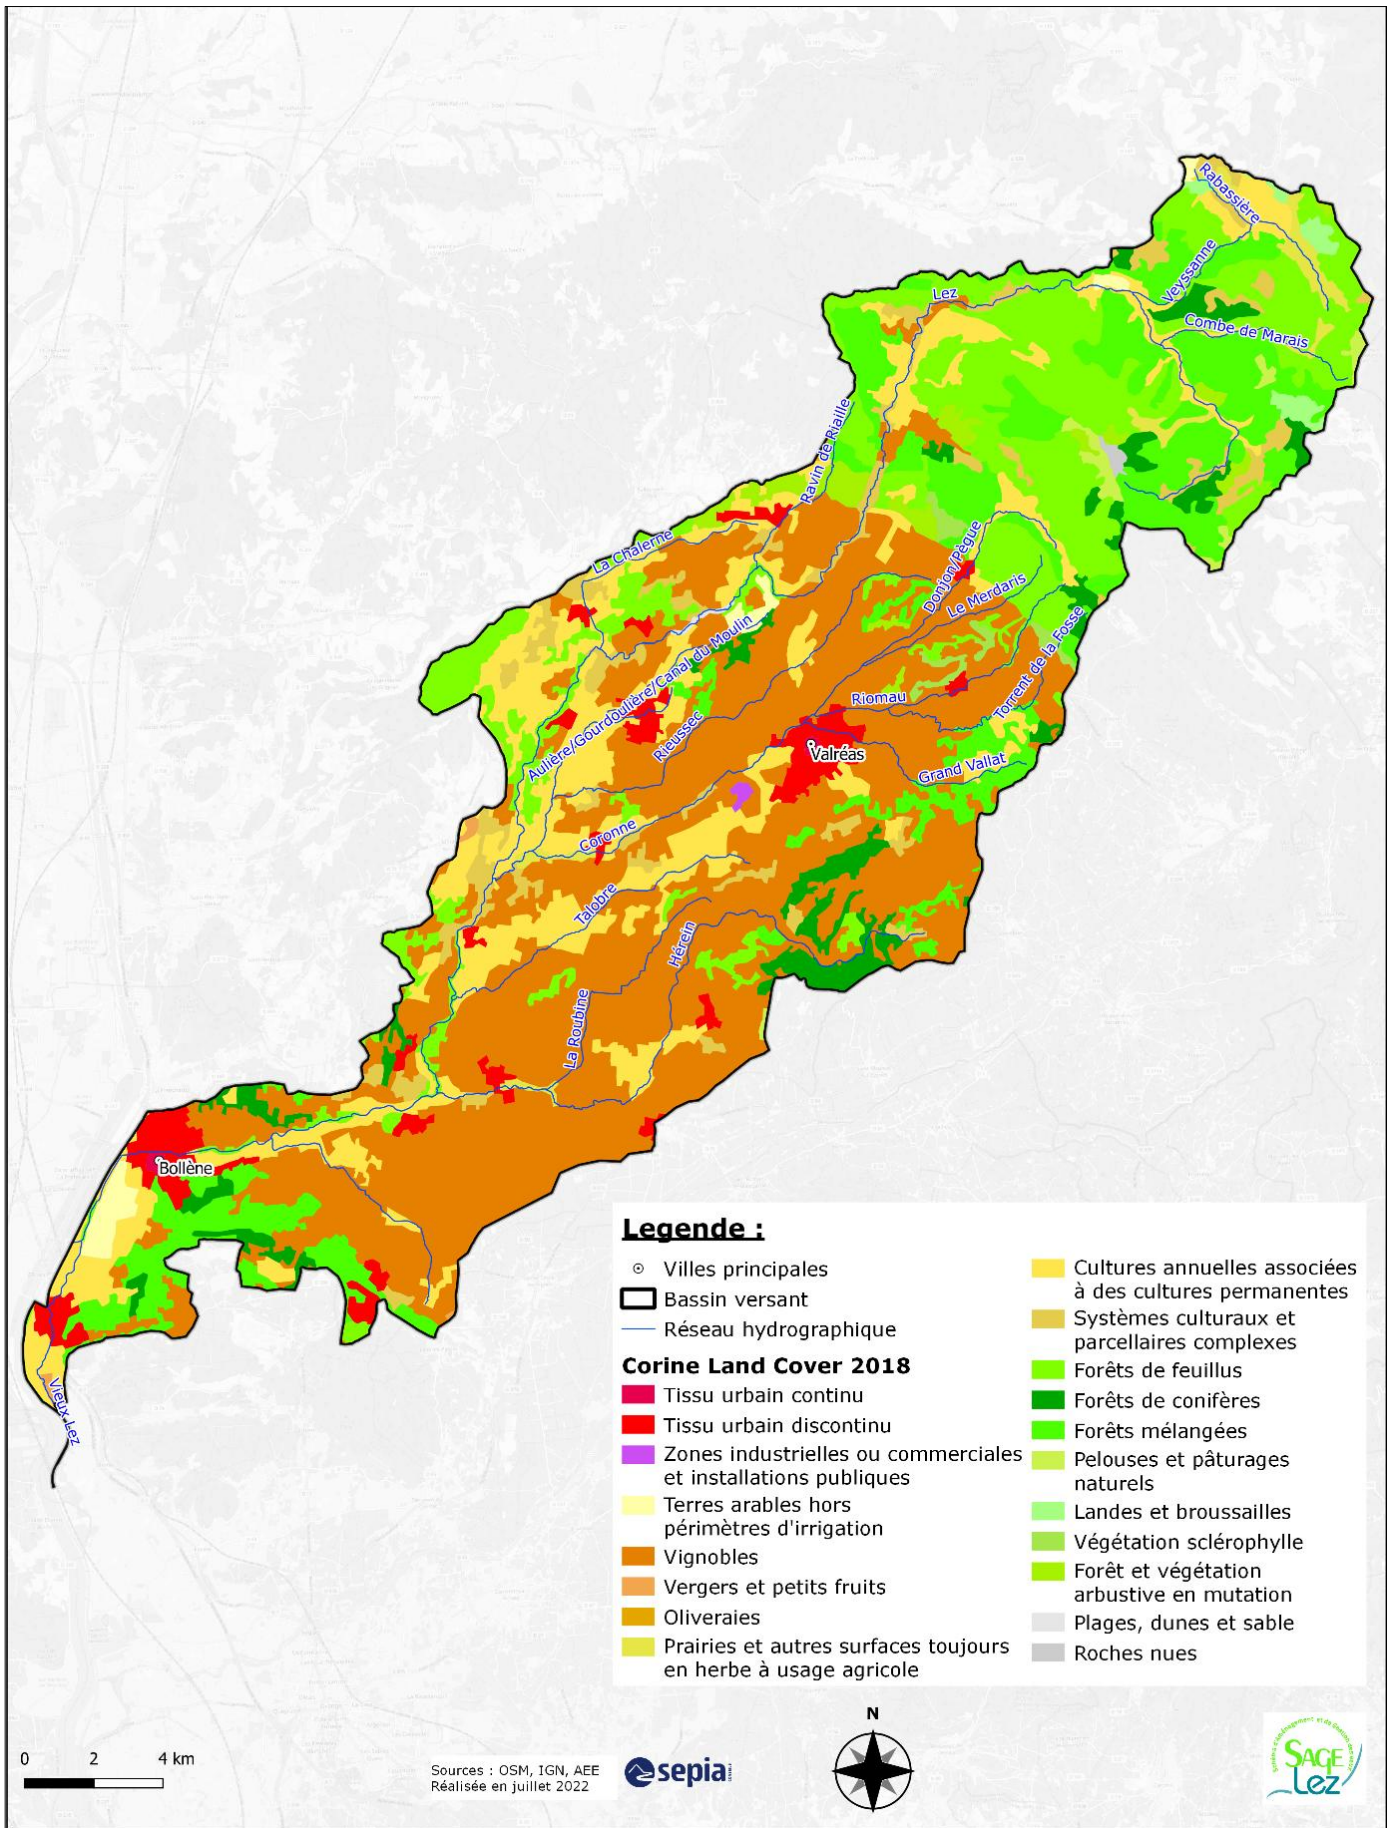 Rabassière
Veyssanne
Lez
Combe de Marais
Ravin de Riaille
La Chalerne
Donjon/Pègue
Le Merdaris
Aulière/Gourdoulière/Canal du Moulin
Torrent de la Fosse
Riomau
Rieussec
Valréas
Grand Vallat
Coronne
Talobre
Hérein
La Roubine
Bollène
Vieux Lez
Legende :
Villes principales
Bassin versant
Réseau hydrographique
Corine Land Cover 2018
Tissu urbain continu
Tissu urbain discontinu
Zones industrielles ou commerciales
et installations publiques
Terres arables hors
périmètres d'irrigation
Vignobles
Vergers et petits fruits
Oliveraies
Prairies et autres surfaces toujours
en herbe à usage agricole
Cultures annuelles associées
à des cultures permanentes
Systèmes culturaux et
parcellaires complexes
Forêts de feuillus
Forêts de conifères
Forêts mélangées
Pelouses et pâturages
naturels
Landes et broussailles
Végétation sclérophylle
Forêt et végétation
arbustive en mutation
Plages, dunes et sable
Roches nues
0 2 4 km
Sources : OSM, IGN, AEE
Réalisée en juillet 2022
sepia
N
SAGE
Lez